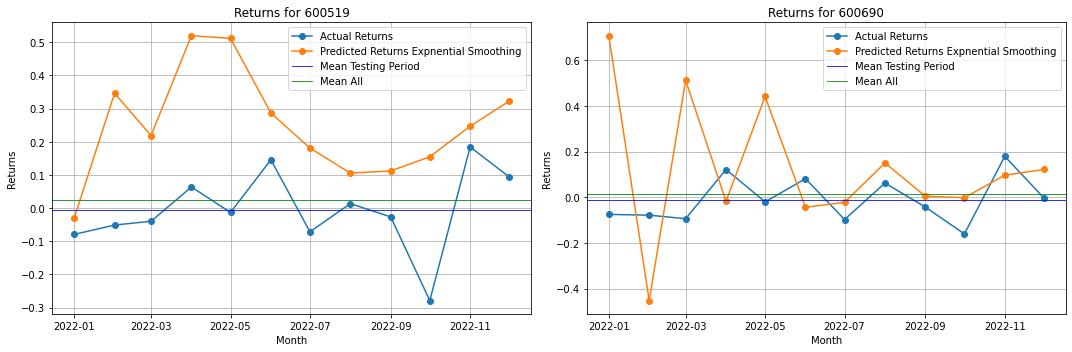 Returns for 600519
Returns
0.5
0.4
0.3
0.2
0.1
0.0
−0.1
−0.2
−0.3
Actual Returns
Predicted Returns Expnential Smoothing
Mean Testing Period
Mean All
2022-01
2022-03
2022-05
2022-07
2022-09
2022-11
Month
Returns for 600690
Returns
0.6
0.4
0.2
0.0
−0.2
−0.4
Actual Returns
Predicted Returns Expnential Smoothing
Mean Testing Period
Mean All
2022-01
2022-03
2022-05
2022-07
2022-09
2022-11
Month